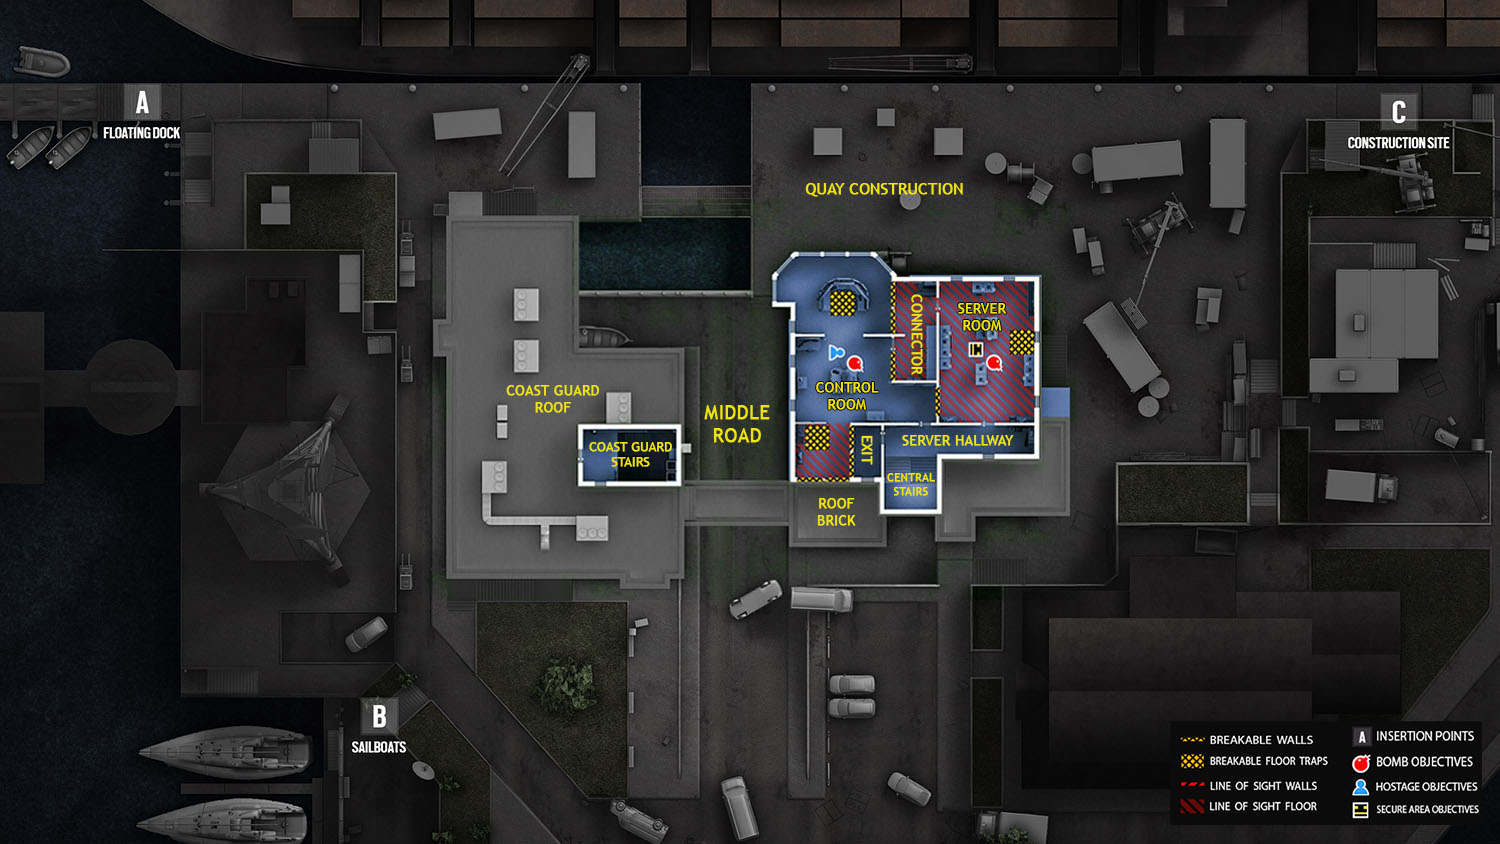 A
FLOATING DOCK
C
CONSTRUCTION SITE
QUAY CONSTRUCTION
CONNECTOR
SERVER
ROOM
COAST GUARD
ROOF
CONTROL
ROOM
MIDDLE
ROAD
COAST GUARD
STAIRS
EXIT
SERVER HALLWAY
CENTRAL
STAIRS
ROOF
BRICK
B
SAILBOATS
BREAKABLE WALLS
BREAKABLE FLOOR TRAPS
LINE OF SIGHT WALLS
LINE OF SIGHT FLOOR
A INSERTION POINTS
BOMB OBJECTIVES
HOSTAGE OBJECTIVES
SECURE AREA OBJECTIVES